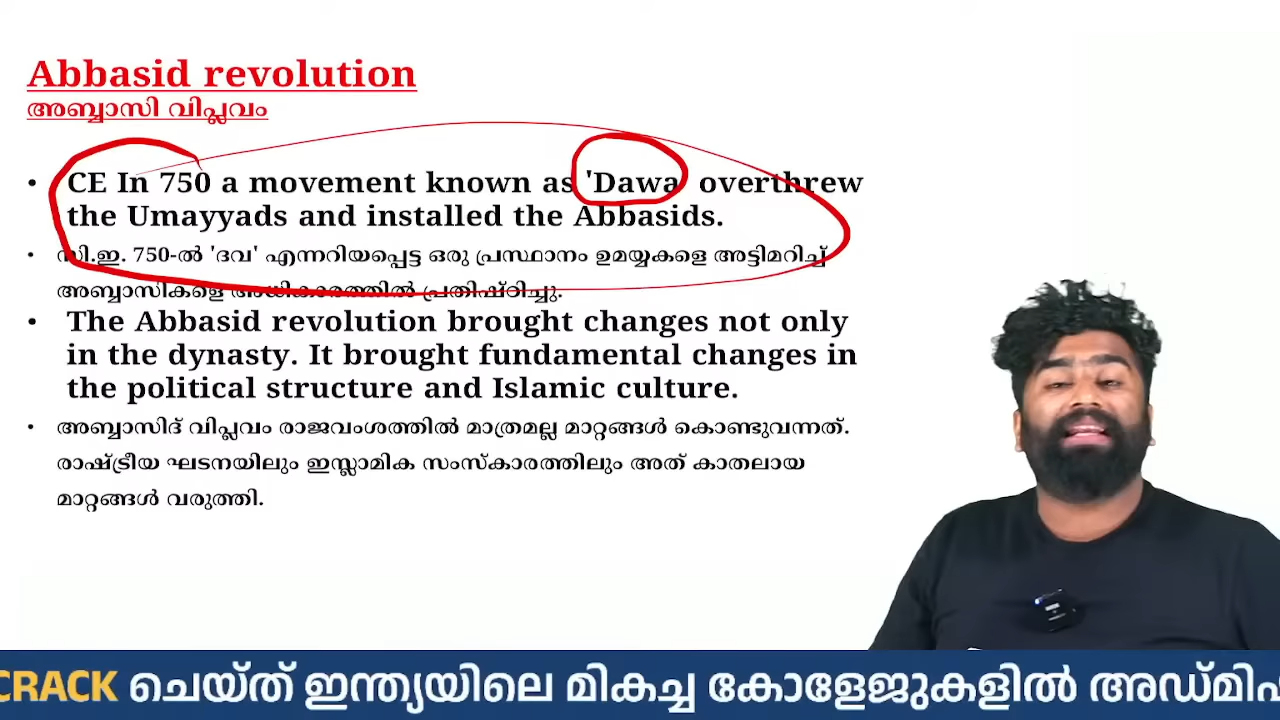 Abbasid revolution
അബ്ബാസി വിപ്ലവം
• CE In 750 a movement known as 'Dawa' overthrew
the Umayyads and installed the Abbasids.
• സി.ഇ. 750-ൽ 'ദവ' എന്നറിയപ്പെട്ട ഒരു പ്രസ്ഥാനം ഉമയ്യകളെ അട്ടിമറിച്ച്
അബ്ബാസികളെ അധികാരത്തിൽ പ്രതിഷ്ഠിച്ചു.
• The Abbasid revolution brought changes not only
in the dynasty. It brought fundamental changes in
the political structure and Islamic culture.
• അബ്ബാസിദ് വിപ്ലവം രാജവംശത്തിൽ മാത്രമല്ല മാറ്റങ്ങൾ കൊണ്ടുവന്നത്.
രാഷ്ട്രീയ ഘടനയിലും ഇസ്ലാമിക സംസ്കാരത്തിലും അത് കാതലായ
മാറ്റങ്ങൾ വരുത്തി.
CRACK ചെയ്ത് ഇന്ത്യയിലെ മികച്ച കോളേജുകളിൽ